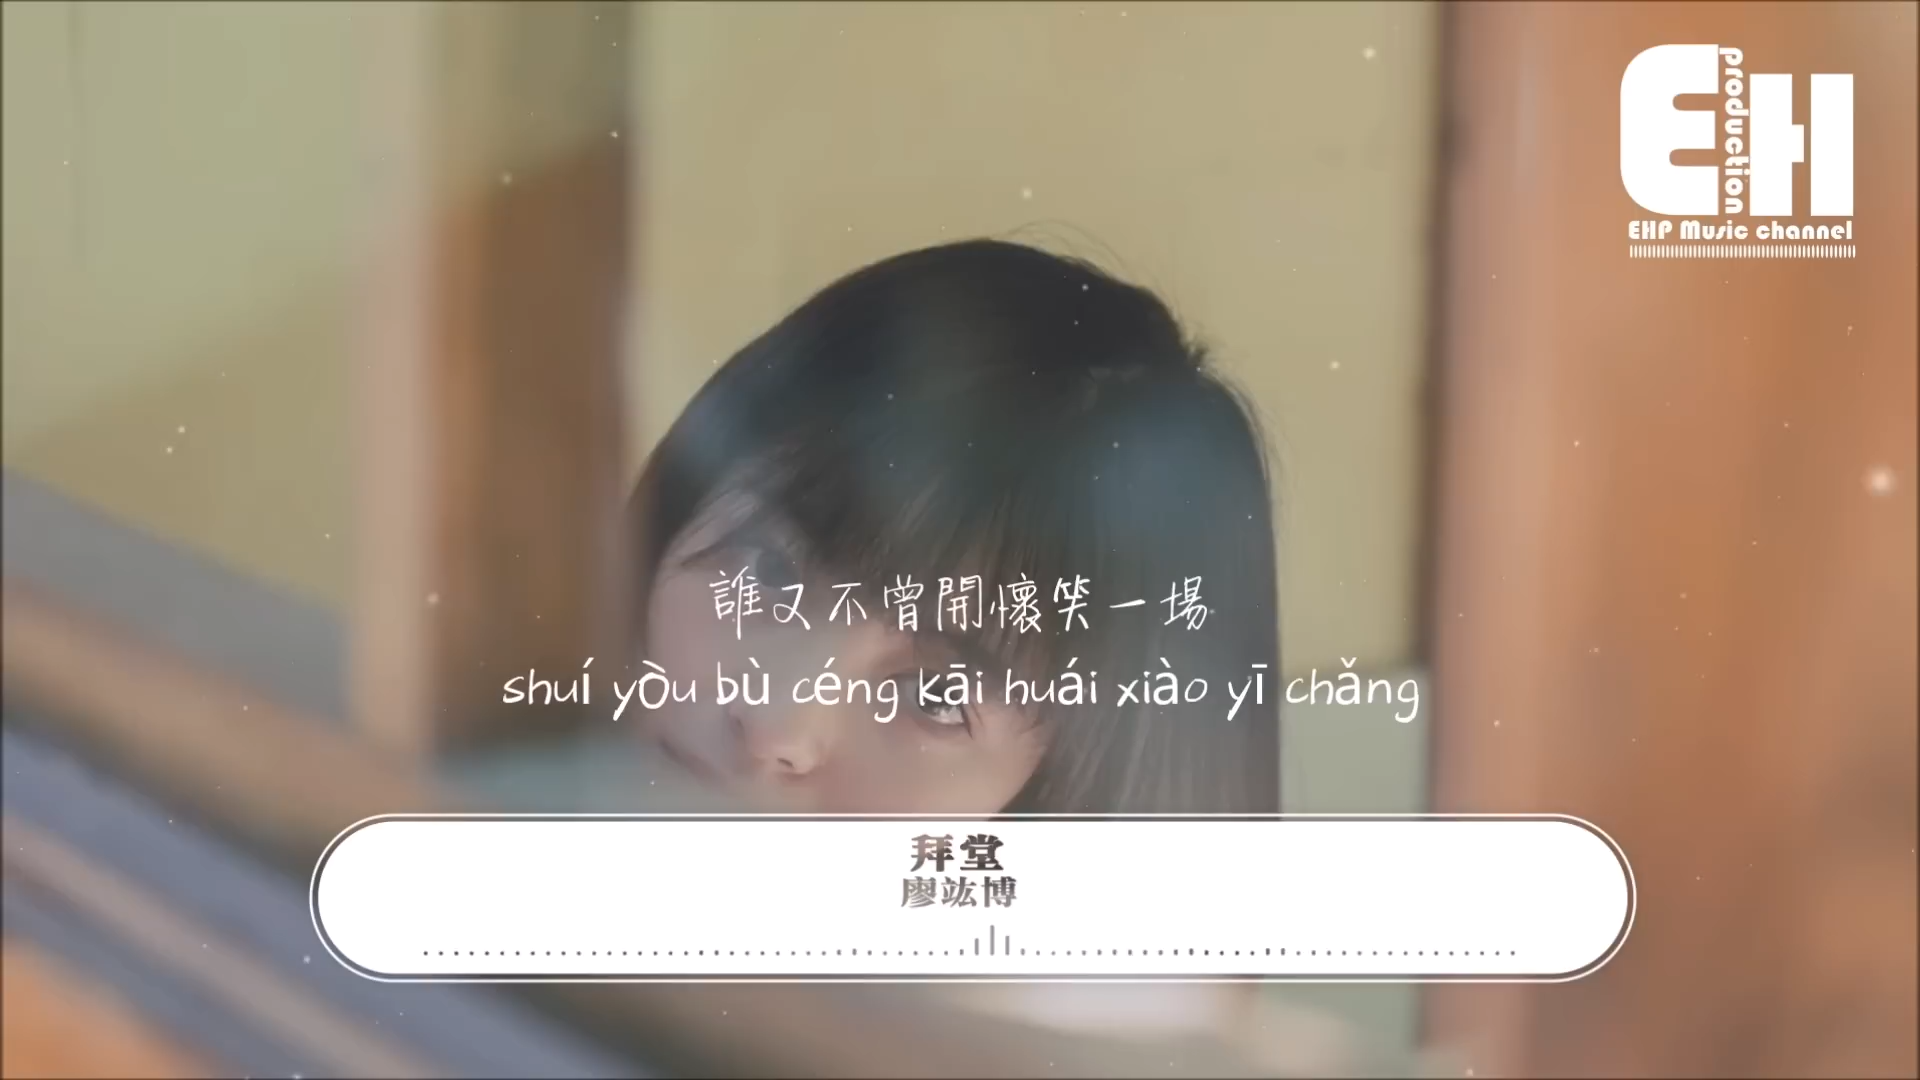 EH
production
EHP Music channel
誰又不曾開懷笑一場
shuí yòu bù céng kāi huái xiào yī chǎng
拜堂
廖竑博